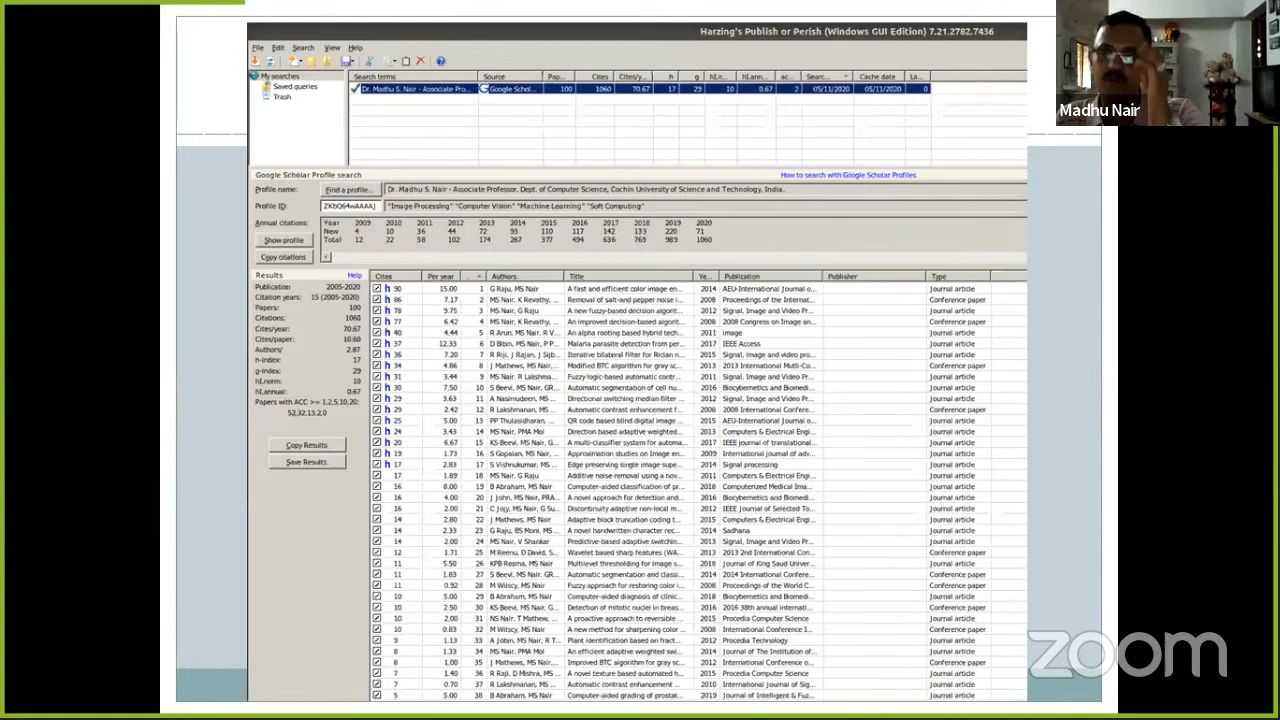 Harzing's Publish or Perish (Windows GUI Edition) 7.21.2782.7436
File Edit Search View Help
My searches
Saved queries
Trash
Search terms Source Pap... Cites Cites/y... h g hI,n... hI,ann... ac... Searc... Cache date La...
Dr. Madhu S. Nair - Associate Pro... Google Schol... 100 1060 70.67 17 29 10 0.67 2 05/11/2020 05/11/2020 0
Madhu Nair
Google Scholar Profile search How to search with Google Scholar Profiles
Profile name: Find a profile... Dr. Madhu S. Nair - Associate Professor, Dept. of Computer Science, Cochin University of Science and Technology, India.
Profile ID: ZKbQ64wAAAAJ "Image Processing" "Computer Vision" "Machine Learning" "Soft Computing"
Annual citations: Year 2009 2010 2011 2012 2013 2014 2015 2016 2017 2018 2019 2020
New 4 10 36 44 72 93 110 117 142 133 220 71
Show profile Total 12 22 58 102 174 267 377 494 636 769 989 1060
Copy citations
Results Help
Publication 2005-2020
Citation years: 15 (2005-2020)
Papers: 100
Citations: 1060
Cites/year: 70.67
Cites/paper: 10.60
Authors/ 2.87
h-index: 17
g-index: 29
hI,norm: 10
hI,annual: 0.67
Papers with ACC >= 1,2,5,10,20:
52,32,13,2,0
Copy Results
Save Results
Cites Per year Authors Title Ye... Publication Publisher Type
h 90 15.00 1 G Raju, MS Nair A fast and efficient color image en... 2014 AEU-International Journal o... Journal article
h 86 7.17 2 MS Nair, K Revathy, ... Removal of salt-and pepper noise i... 2008 Proceedings of the Internat... Conference paper
h 78 9.75 3 MS Nair, G Raju A new fuzzy-based decision algorit... 2012 Signal, Image and Video Pr... Journal article
h 77 6.42 4 MS Nair, K Revathy, ... An improved decision-based algorit... 2008 2008 Congress on Image an... Conference paper
h 40 4.44 5 R Arun, MS Nair, R V... An alpha rooting based hybrid tech... 2011 image Journal article
h 37 12.33 6 D Bibin, MS Nair, P P... Malaria parasite detection from per... 2017 IEEE Access Journal article
h 36 7.20 7 R Riji, J Rajan, J Sijb... Iterative bilateral filter for Rician n... 2015 Signal, image and video pro... Journal article
h 34 4.86 8 J Mathews, MS Nair,... Modified BTC algorithm for gray sc... 2013 2013 International Mutli-Co... Conference paper
h 31 3.44 9 MS Nair, R Lakshma... Fuzzy logic-based automatic contr... 2011 Signal, Image and Video Pr... Journal article
h 30 7.50 10 S Beevi, MS Nair, G... Automatic segmentation of cell nu... 2016 Biocybernetics and Biomedi... Journal article
h 29 3.63 11 A Nasimudeen, MS ... Directional switching median filter ... 2012 Signal, Image and Video Pr... Journal article
h 29 2.42 12 R Lakshmanan, MS ... Automatic contrast enhancement f... 2008 2008 International Confere... Conference paper
h 25 5.00 13 PP Thulasidharan, ... QR code based blind digital image ... 2015 AEU-International Journal o... Journal article
h 24 3.43 14 MS Nair, PMA Mol Direction based adaptive weighted... 2013 Computers & Electrical Engi... Journal article
h 20 6.67 15 KS Beevi, MS Nair, G... A multi-classifier system for automa... 2017 IEEE journal of translational... Journal article
h 19 1.73 16 S Gopalan, MS Nair, ... Approximation studies on Image en... 2009 International journal of adv... Journal article
h 17 2.83 17 S Vishnukumar, MS ... Edge preserving single image supe... 2014 Signal processing Journal article
17 1.89 18 MS Nair, G Raju Additive noise removal using a nov... 2011 Computers & Electrical Engi... Journal article
16 8.00 19 B Abraham, MS Nair Computer-aided classification of pr... 2018 Computerized Medical Ima... Journal article
16 4.00 20 J John, MS Nair, PRA... A novel approach for detection and... 2016 Biocybernetics and Biomedi... Journal article
16 2.00 21 C Jojy, MS Nair, G Su... Discontinuity adaptive non-local m... 2012 IEEE Journal of Selected To... Journal article
14 2.80 22 J Mathews, MS Nair Adaptive block truncation coding t... 2015 Computers & Electrical Engi... Journal article
14 2.33 23 G Raju, BS Moni, MS ... A novel handwritten character rec... 2014 Sadhana Journal article
14 2.00 24 MS Nair, V Shankar Predictive-based adaptive switchin... 2013 Signal, Image and Video Pr... Journal article
12 1.71 25 M Reenu, D David, S... Wavelet based sharp features (WA... 2013 2013 2nd International Con... Conference paper
11 5.50 26 KPB Resma, MS Nair Multilevel thresholding for image s... 2018 Journal of King Saud Univer... Journal article
11 1.83 27 S Beevi, MS Nair, GR... Automatic segmentation and classi... 2014 2014 International Confere... Conference paper
11 0.92 28 M Wilscy, MS Nair Fuzzy approach for restoring color i... 2008 Proceedings of the World C... Conference paper
10 5.00 29 B Abraham, MS Nair Computer-aided diagnosis of clinic... 2018 Biocybernetics and Biomedi... Journal article
10 2.50 30 KS Beevi, MS Nair, G... Detection of mitotic nuclei in breas... 2016 2016 38th annual internati... Conference paper
10 2.00 31 NS Nair, T Mathew, ... A proactive approach to reversible ... 2015 Procedia Computer Science Journal article
10 0.83 32 M Wilscy, MS Nair A new method for sharpening color ... 2008 International Conference I... Conference paper
9 1.13 33 A Jobin, MS Nair, R T... Plant identification based on fract... 2012 Procedia Technology Journal article
8 1.33 34 MS Nair, PMA Mol An efficient adaptive weighted swi... 2014 Journal of The Institution of... Journal article
8 1.00 35 J Mathews, MS Nair,... Improved BTC algorithm for gray sc... 2012 International Conference o... Conference paper
7 1.40 36 R Raji, D Mishra, MS ... A novel texture based automated h... 2015 Procedia Computer Science Journal article
7 0.70 37 R Lakshmanan, MS ... Automatic contrast enhancement ... 2010 International Journal of Sig... Journal article
5 5.00 38 B Abraham, MS Nair Computer-aided grading of prostat... 2019 Journal of Intelligent & Fuz... Journal article
zoom